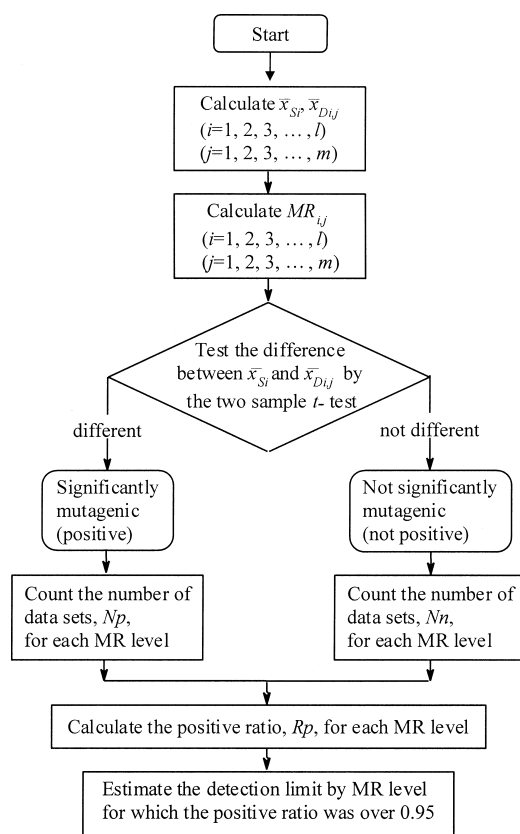 Start
Calculate x̄Si, x̄Di,j
(i=1, 2, 3, …, l)
(j=1, 2, 3, …, m)
Calculate MRi,j
(i=1, 2, 3, …, l)
(j=1, 2, 3, …, m)
Test the difference
between x̄Si and x̄Di,j by
the two sample t- test
different
not different
Significantly
mutagenic
(positive)
Not significantly
mutagenic
(not positive)
Count the number of
data sets, Np,
for each MR level
Count the number of
data sets, Nn,
for each MR level
Calculate the positive ratio, Rp, for each MR level
Estimate the detection limit by MR level
for which the positive ratio was over 0.95